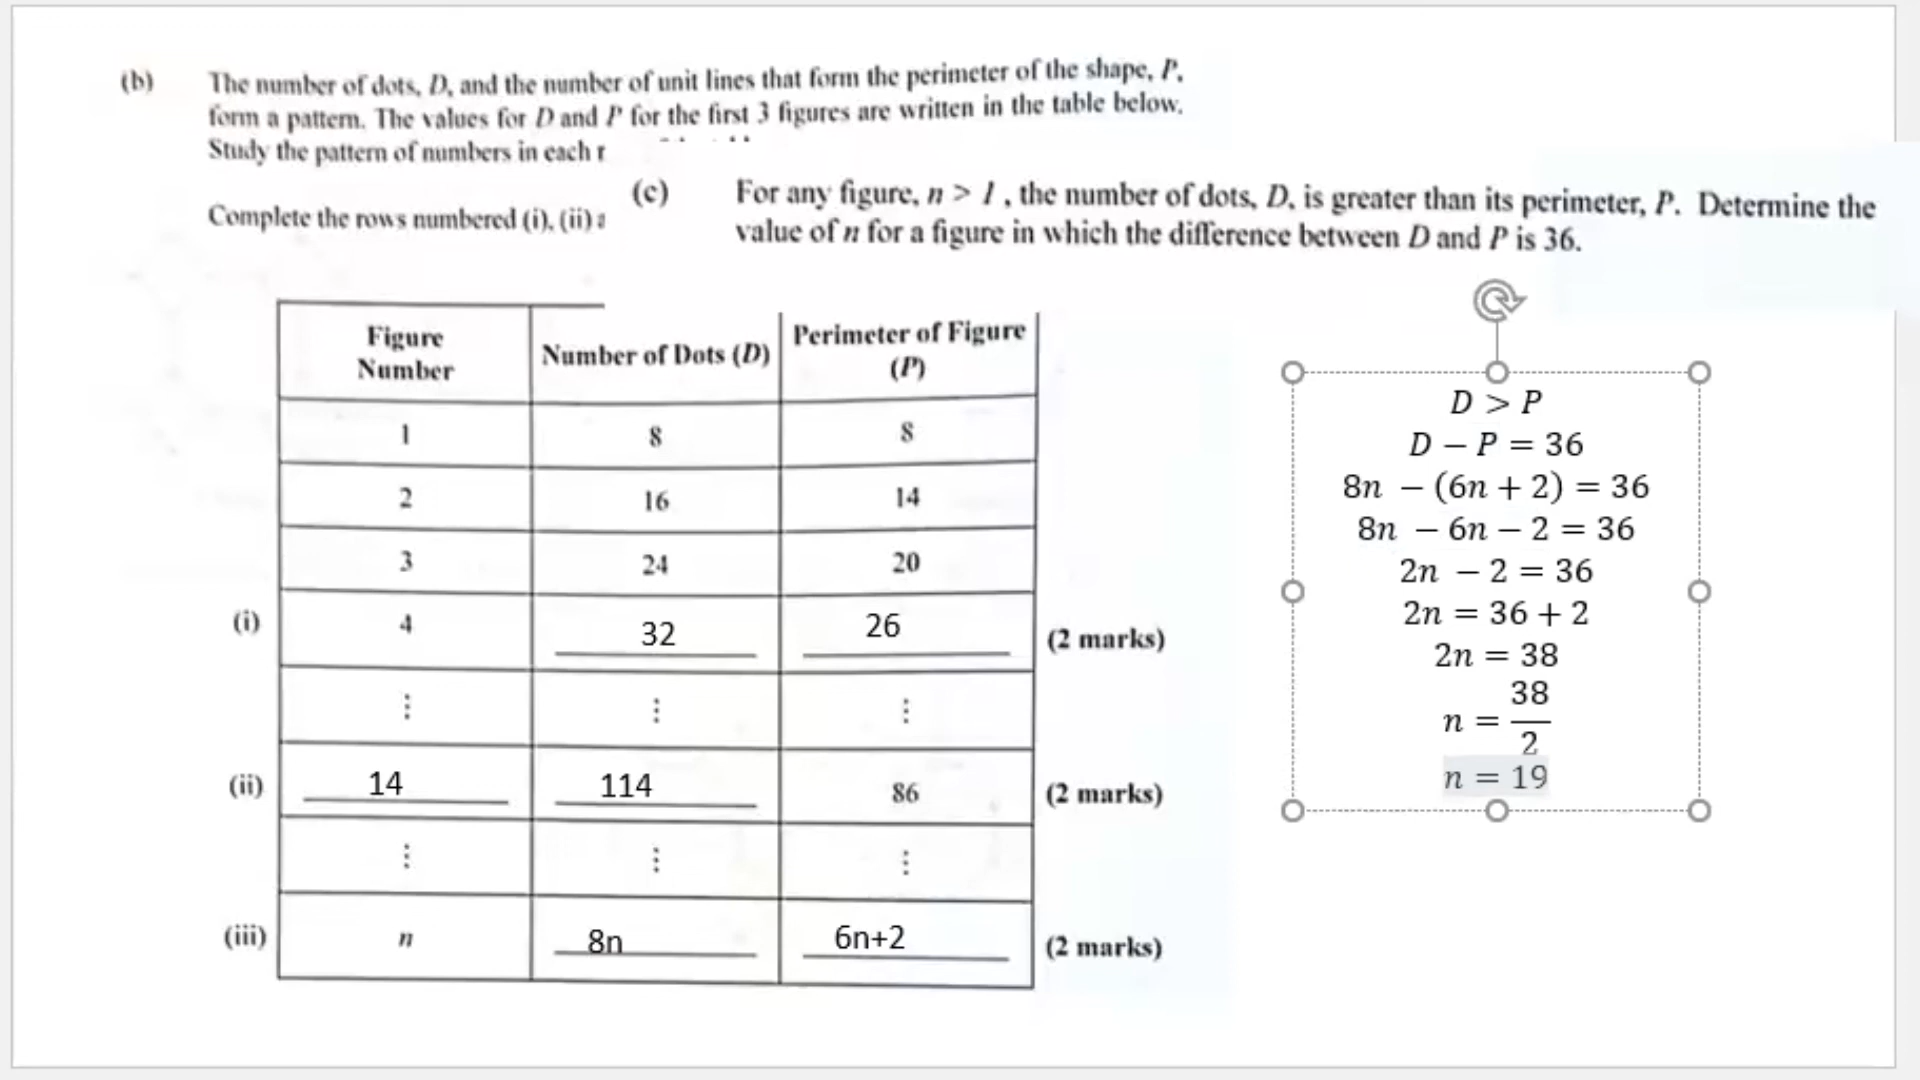 (b) The number of dots, D, and the number of unit lines that form the perimeter of the shape, P,
form a pattern. The values for D and P for the first 3 figures are written in the table below.
Study the pattern of numbers in each r
(c) For any figure, n > 1, the number of dots, D, is greater than its perimeter, P. Determine the
Complete the rows numbered (i), (ii)
value of n for a figure in which the difference between D and P is 36.
Figure Number
Number of Dots (D)
Perimeter of Figure (P)
1 8 8
2 16 14
3 24 20
(i) 4 32 26 (2 marks)
⋮ ⋮ ⋮
(ii) 14 114 86 (2 marks)
⋮ ⋮ ⋮
(iii) n 8n 6n+2 (2 marks)
D > P
D − P = 36
8n − (6n + 2) = 36
8n − 6n − 2 = 36
2n − 2 = 36
2n = 36 + 2
2n = 38
n = 38/2
n = 19